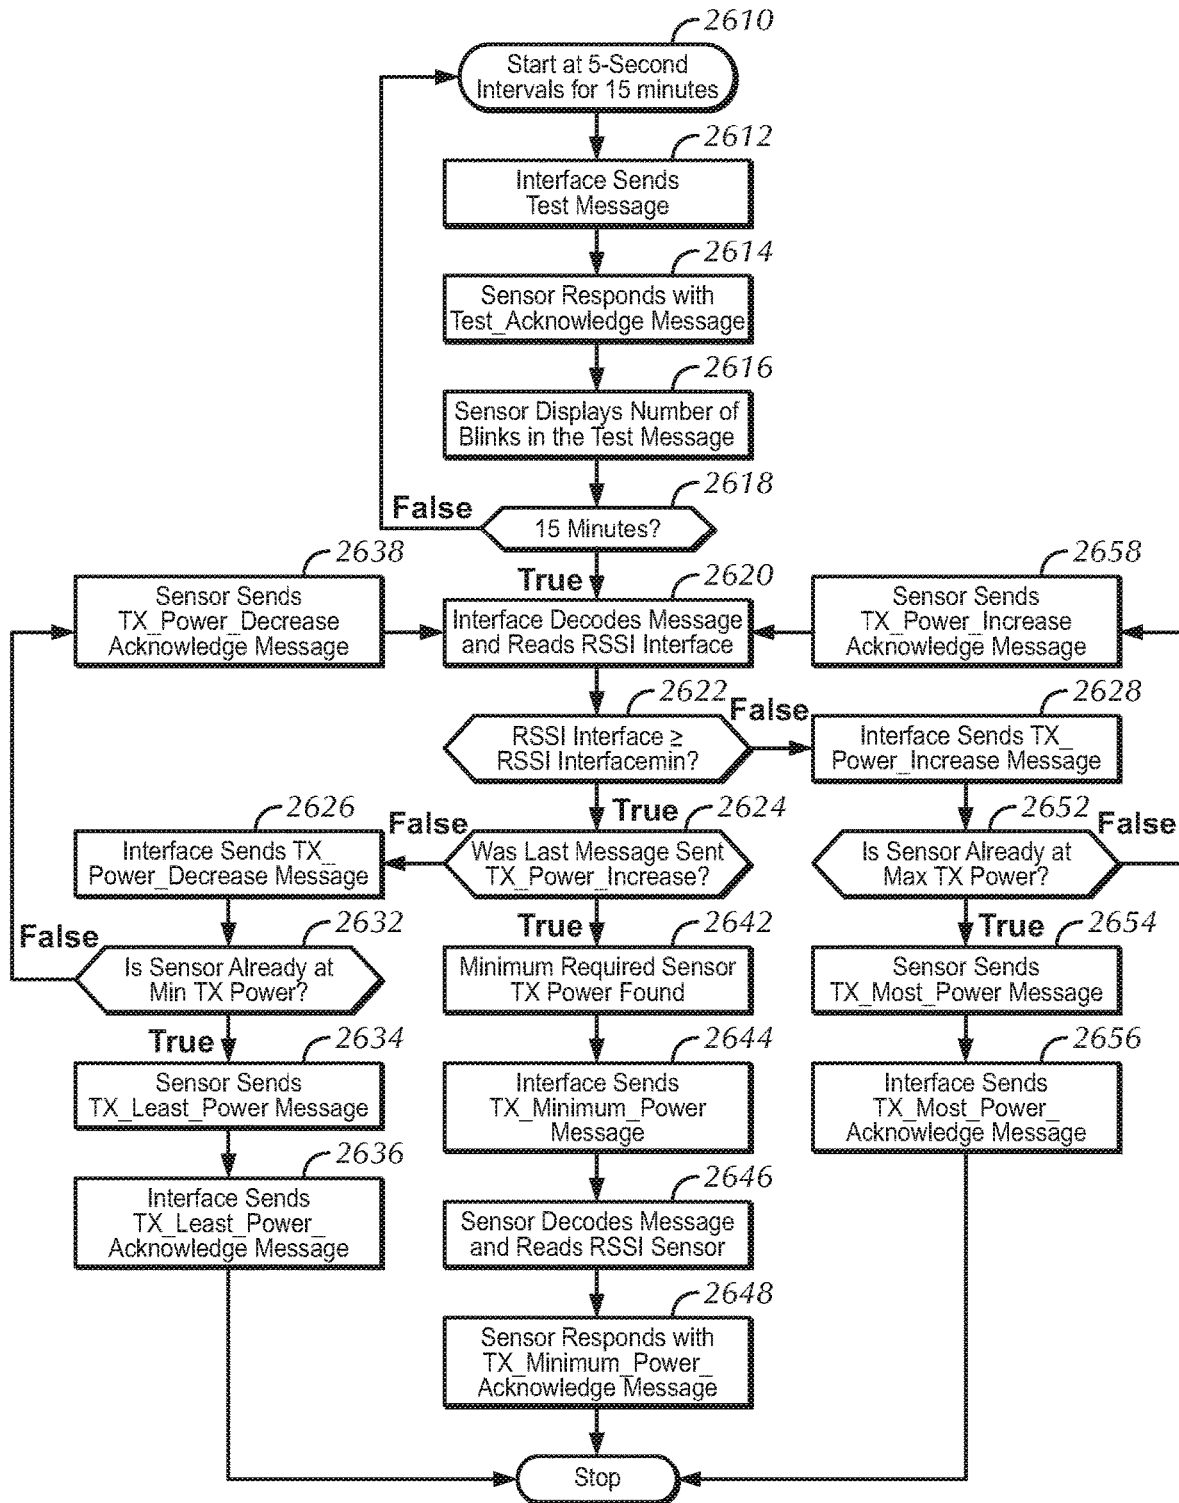 2610
Start at 5-Second
Intervals for 15 minutes
2612
Interface Sends
Test Message
2614
Sensor Responds with
Test_Acknowledge Message
2616
Sensor Displays Number of
Blinks in the Test Message
2618
False
15 Minutes?
True
2638
Sensor Sends
TX_Power_Decrease
Acknowledge Message
2620
Interface Decodes Message
and Reads RSSI Interface
2658
Sensor Sends
TX_Power_Increase
Acknowledge Message
2622
RSSI Interface ≥
RSSI Interfacemin?
False
2628
Interface Sends TX_
Power_Increase Message
True
2626
Interface Sends TX_
Power_Decrease Message
False
2624
Was Last Message Sent
TX_Power_Increase?
2652
Is Sensor Already at
Max TX Power?
False
False
2632
Is Sensor Already at
Min TX Power?
True
2642
Minimum Required Sensor
TX Power Found
True
2654
Sensor Sends
TX_Most_Power Message
True
2634
Sensor Sends
TX_Least_Power Message
2644
Interface Sends
TX_Minimum_Power
Message
2656
Interface Sends
TX_Most_Power_
Acknowledge Message
2636
Interface Sends
TX_Least_Power_
Acknowledge Message
2646
Sensor Decodes Message
and Reads RSSI Sensor
2648
Sensor Responds with
TX_Minimum_Power_
Acknowledge Message
Stop